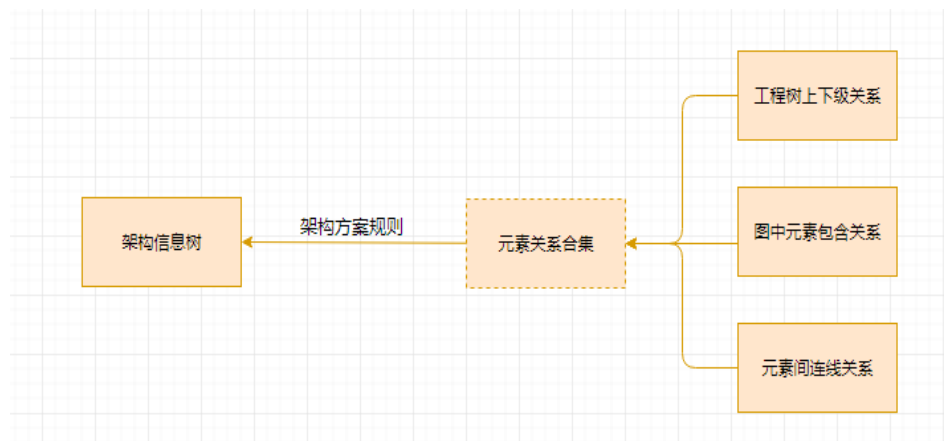 工程树上下级关系
架构方案规则
架构信息树
元素关系合集
图中元素包含关系
元素间连线关系